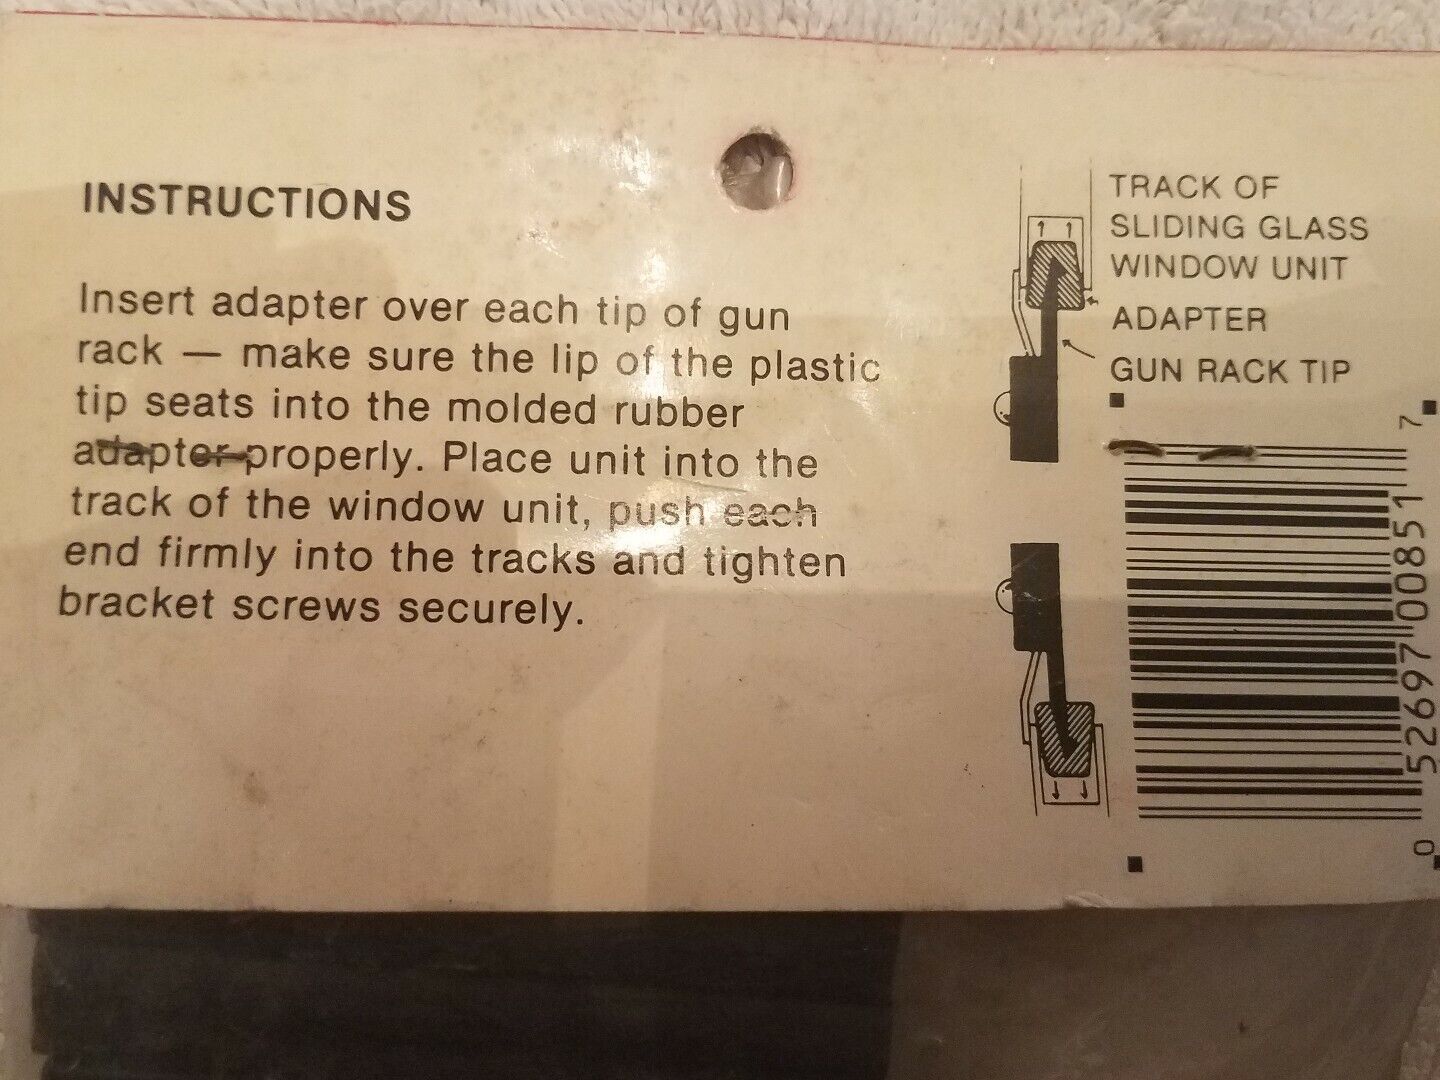 INSTRUCTIONS
Insert adapter over each tip of gun
rack — make sure the lip of the plastic
tip seats into the molded rubber
adapter properly. Place unit into the
track of the window unit, push each
end firmly into the tracks and tighten
bracket screws securely.
TRACK OF
SLIDING GLASS
WINDOW UNIT
ADAPTER
GUN RACK TIP
0 52697 00851 7